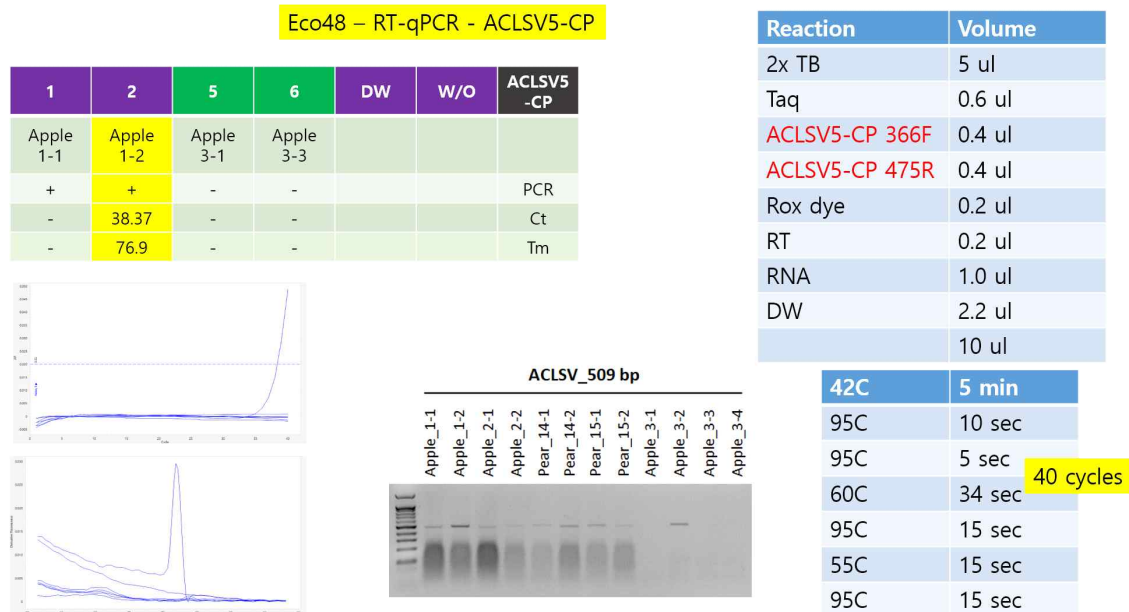 Eco48 – RT-qPCR - ACLSV5-CP
1 2 5 6 DW W/O ACLSV5
-CP
Apple Apple Apple Apple
1-1 1-2 3-1 3-3
+ + - - PCR
- 38.37 - - Ct
- 76.9 - - Tm
Reaction Volume
2x TB 5 ul
Taq 0.6 ul
ACLSV5-CP 366F 0.4 ul
ACLSV5-CP 475R 0.4 ul
Rox dye 0.2 ul
RT 0.2 ul
RNA 1.0 ul
DW 2.2 ul
10 ul
ACLSV_509 bp
Apple_1-1
Apple_1-2
Apple_2-1
Apple_2-2
Pear_14-1
Pear_14-2
Pear_15-1
Pear_15-2
Apple_3-1
Apple_3-2
Apple_3-3
Apple_3-4
42C 5 min
95C 10 sec
95C 5 sec
60C 34 sec
40 cycles
95C 15 sec
55C 15 sec
95C 15 sec